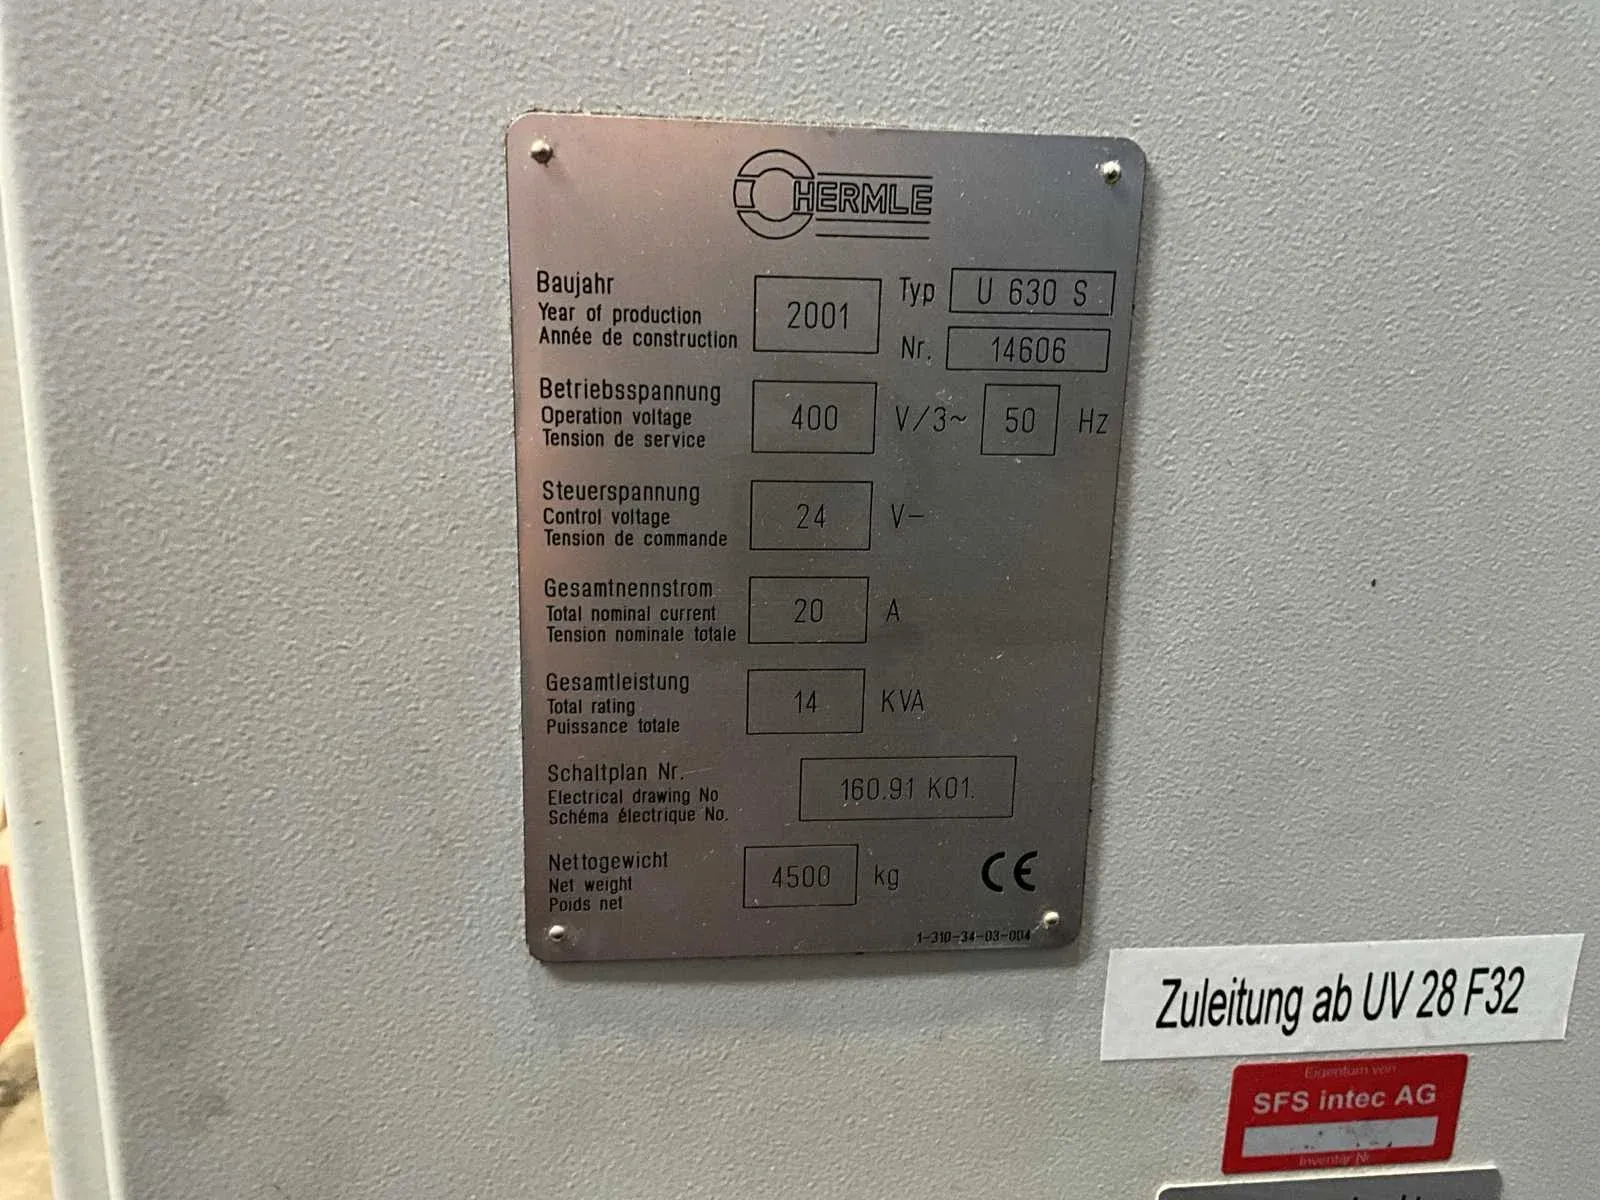 HERMLE
Baujahr
Year of production
Année de construction
2001
Typ U 630 S
Nr. 14606
Betriebsspannung
Operation voltage
Tension de service
400 V/3~ 50 Hz
Steuerspannung
Control voltage
Tension de commande
24 V–
Gesamtnennstrom
Total nominal current
Tension nominale totale
20 A
Gesamtleistung
Total rating
Puissance totale
14 KVA
Schaltplan Nr.
Electrical drawing No
Schéma électrique No.
160.91 K01.
Nettogewicht
Net weight
Poids net
4500 kg
CE
1-310-34-03-004
Zuleitung ab UV 28 F32
Eigentum von
SFS intec AG
Inventar Nr.